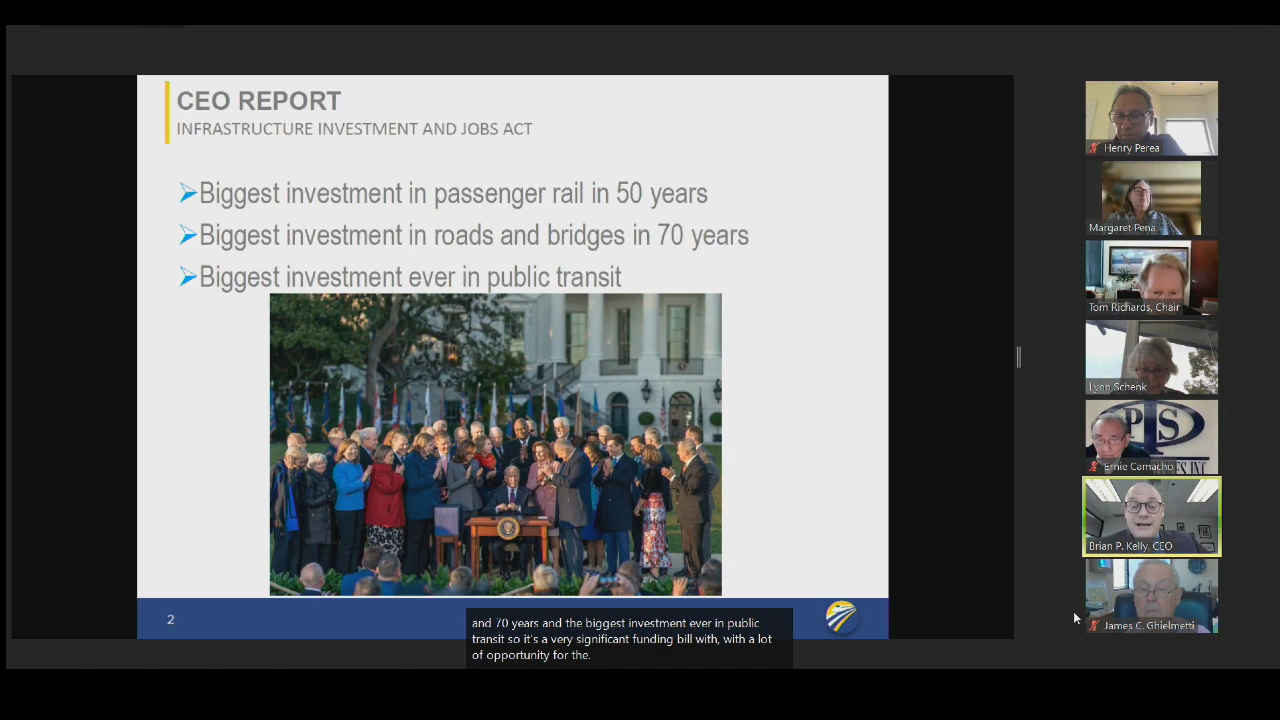 CEO REPORT
INFRASTRUCTURE INVESTMENT AND JOBS ACT
Biggest investment in passenger rail in 50 years
Biggest investment in roads and bridges in 70 years
Biggest investment ever in public transit
2
and 70 years and the biggest investment ever in public
transit so it's a very significant funding bill with, with a lot
of opportunity for the.
Henry Perea
Margaret Pena
Tom Richards, Chair
Lynn Schenk
PTS
Ernie Camacho
Brian P. Kelly, CEO
James C. Ghielmetti